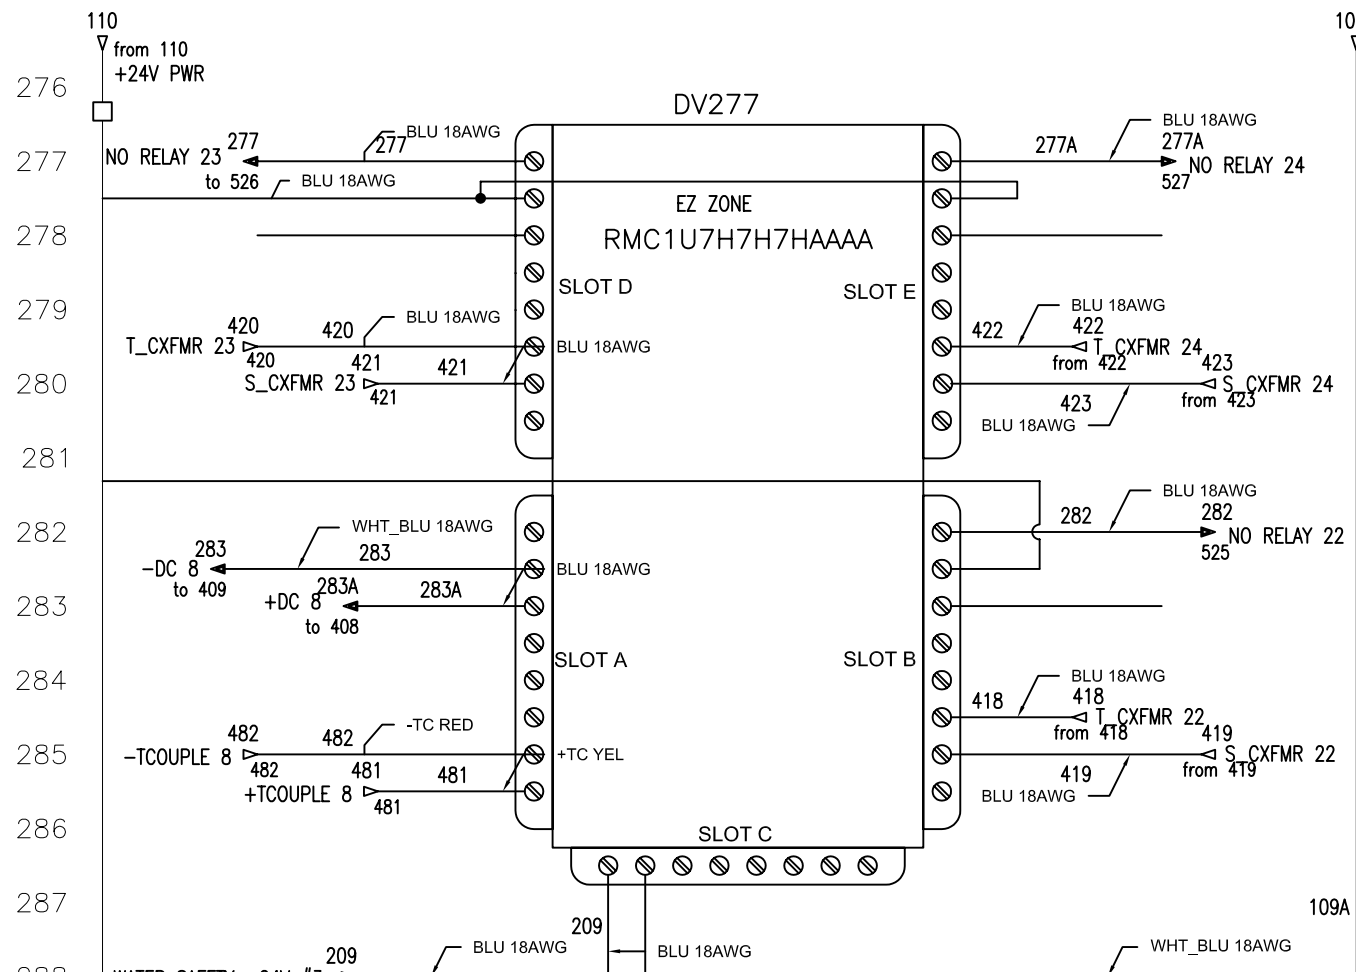 110
10
from 110
+24V PWR
276
DV277
277
BLU 18AWG
277
BLU 18AWG
277A
277A
277
NO RELAY 23
NO RELAY 24
to 526
BLU 18AWG
527
EZ ZONE
278
RMC1U7H7H7HAAAA
SLOT D
SLOT E
279
420
420
BLU 18AWG
422
422
BLU 18AWG
T_CXFMR 23
BLU 18AWG
T_CXFMR 24
420
421
421
from 422
423
280
S_CXFMR 23
421
S_CXFMR 24
423
from 423
BLU 18AWG
281
BLU 18AWG
282
283
WHT_BLU 18AWG
283
282
282
NO RELAY 22
525
-DC 8
BLU 18AWG
to 409
283A
283A
283
+DC 8
to 408
SLOT A
SLOT B
284
418
418
BLU 18AWG
482
482
-TC RED
T_CXFMR 22
from 418
419
285
-TCOUPLE 8
+TC YEL
S_CXFMR 22
482
481
481
419
from 419
+TCOUPLE 8
481
BLU 18AWG
286
SLOT C
287
109A
209
209
BLU 18AWG
BLU 18AWG
WHT_BLU 18AWG